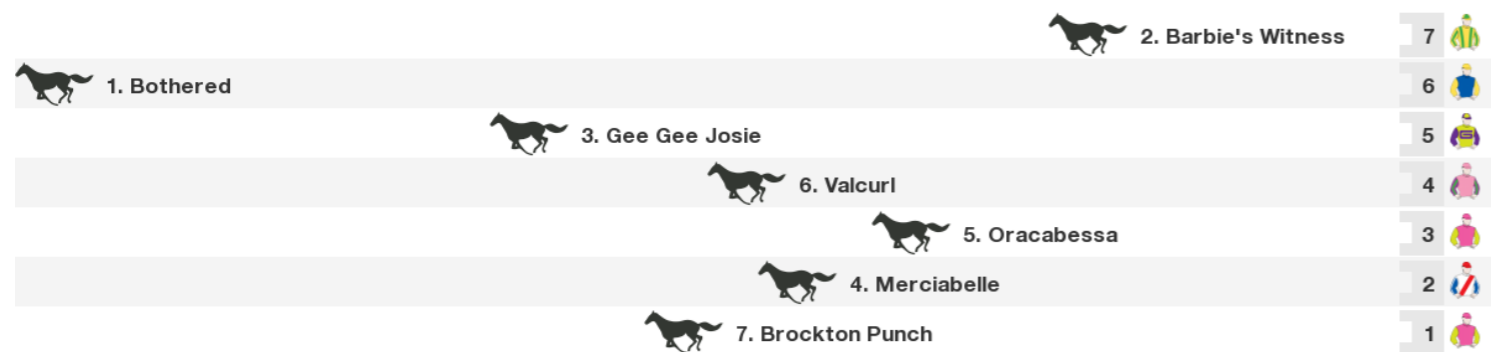 2. Barbie's Witness 7
1. Bothered 6
3. Gee Gee Josie 5
6. Valcurl 4
5. Oracabessa 3
4. Merciabelle 2
7. Brockton Punch 1